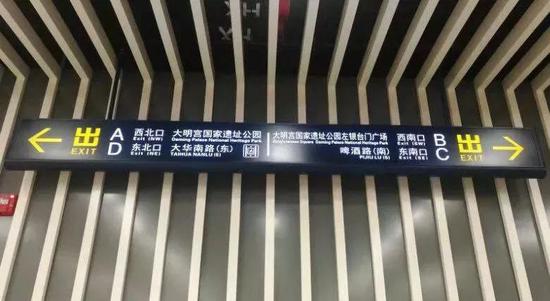 出 EXIT
A 西北口 Exit (NW) 大明宫国家遗址公园 Daming Palace National Heritage Park
D 东北口 Exit (NE) 大华南路(东) TAIHUA NANLU (E)
大明宫国家遗址公园左银台门广场 Square Daming Palace National Heritage Park 西南口 Exit (SW) B
啤酒路(南) PIJIU LU (S) 东南口 Exit (SE) C
出 EXIT